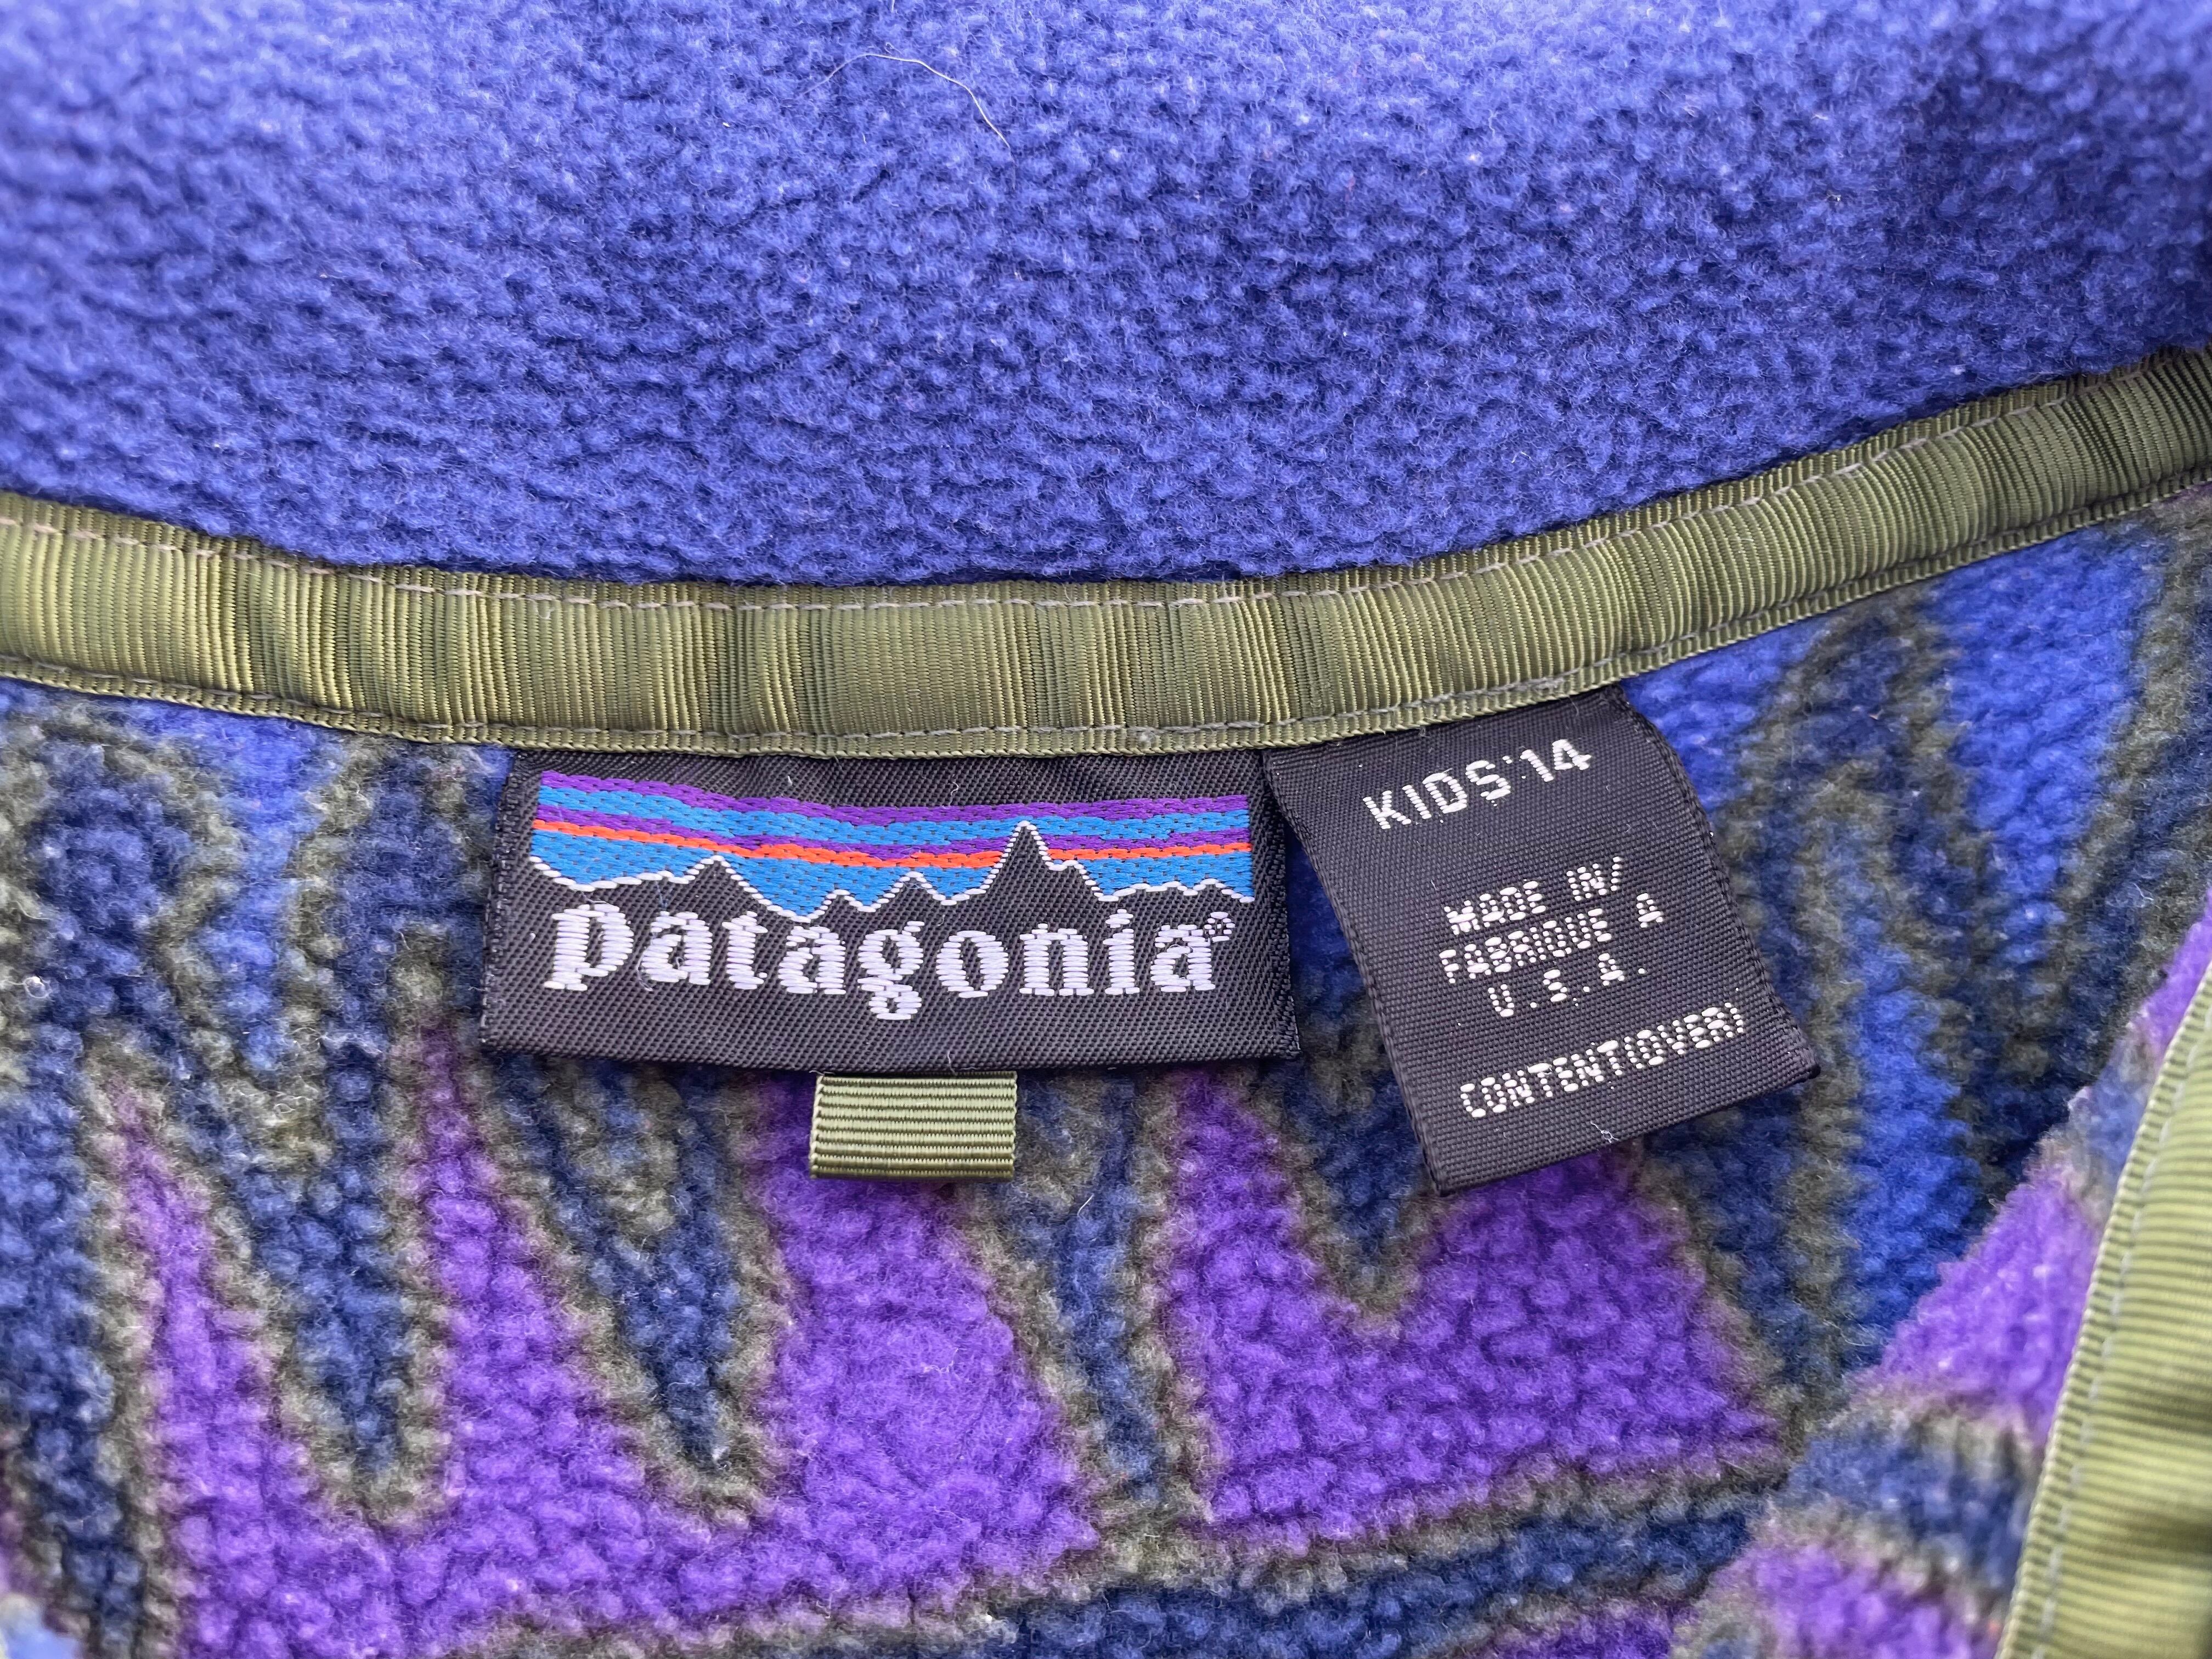 patagonia®
KIDS'14
MADE IN/
FABRIQUE A
U.S.A.
CONTENT(OVER)